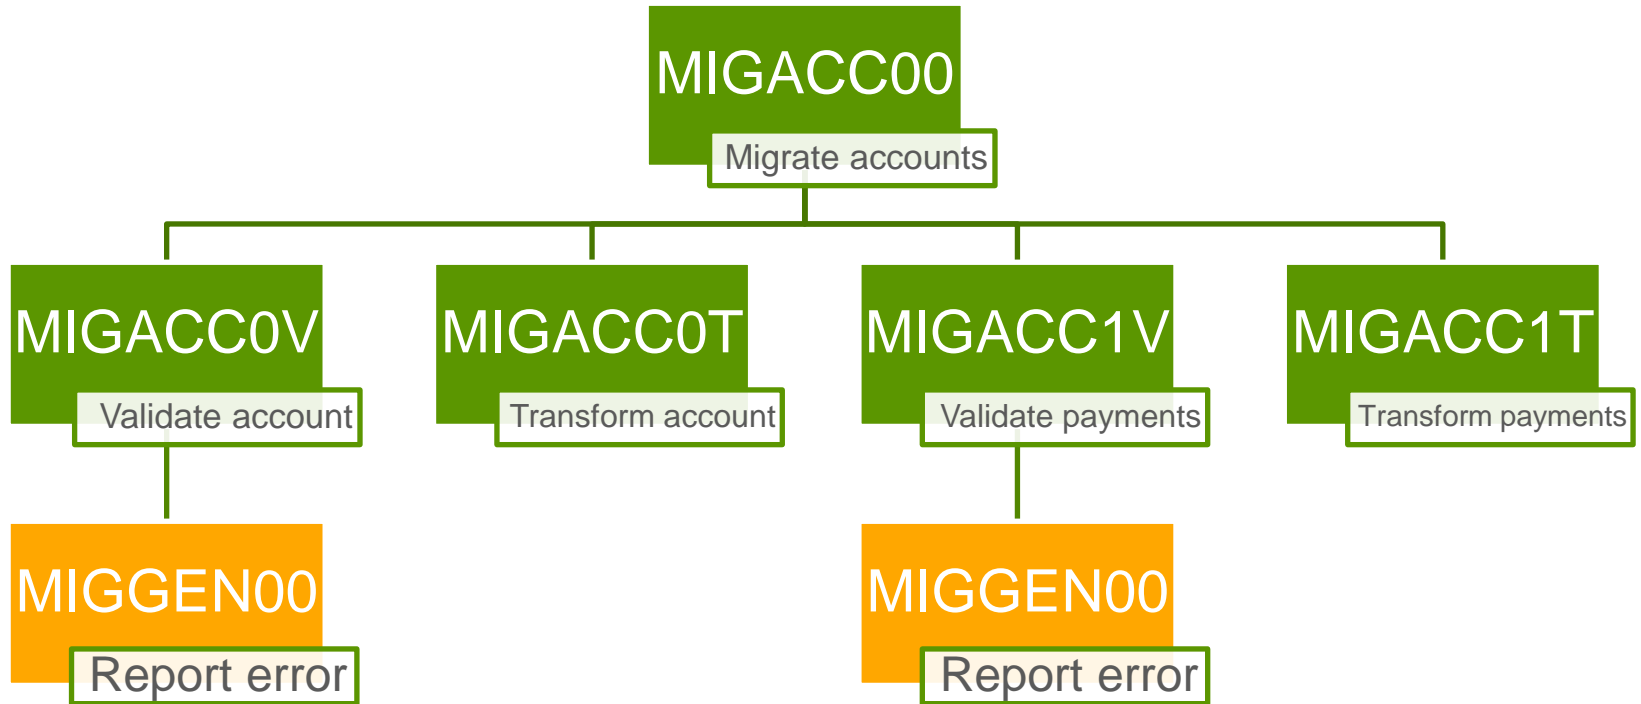 MIGACC00
Migrate accounts
MIGACC0V
Validate account
MIGACC0T
Transform account
MIGACC1V
Validate payments
MIGACC1T
Transform payments
MIGGEN00
Report error
MIGGEN00
Report error